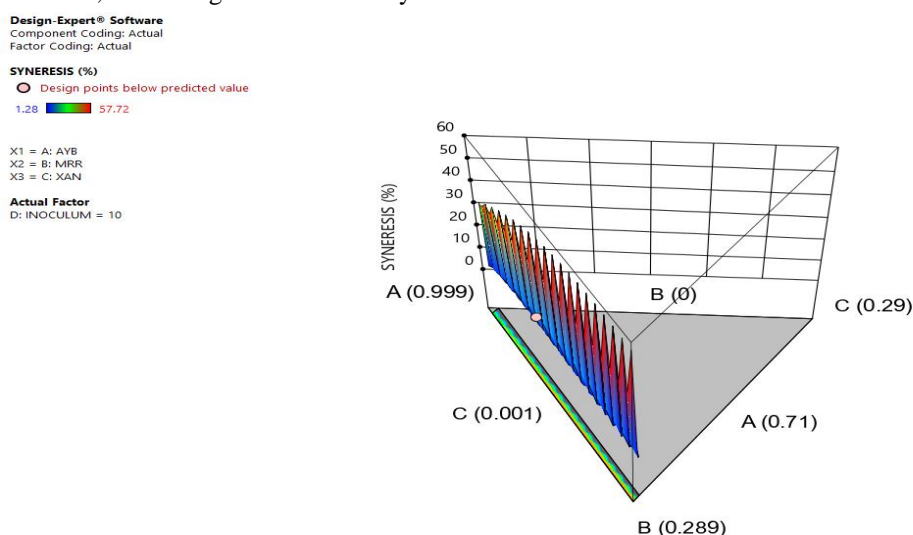 Design-Expert® Software
Component Coding: Actual
Factor Coding: Actual
SYNERESIS (%)
Design points below predicted value
1.28 57.72
X1 = A: AYB
X2 = B: MRR
X3 = C: XAN
Actual Factor
D: INOCULUM = 10
60
50
40
30
20
10
0
SYNERESIS (%)
A (0.999)
B (0)
C (0.29)
C (0.001)
A (0.71)
B (0.289)